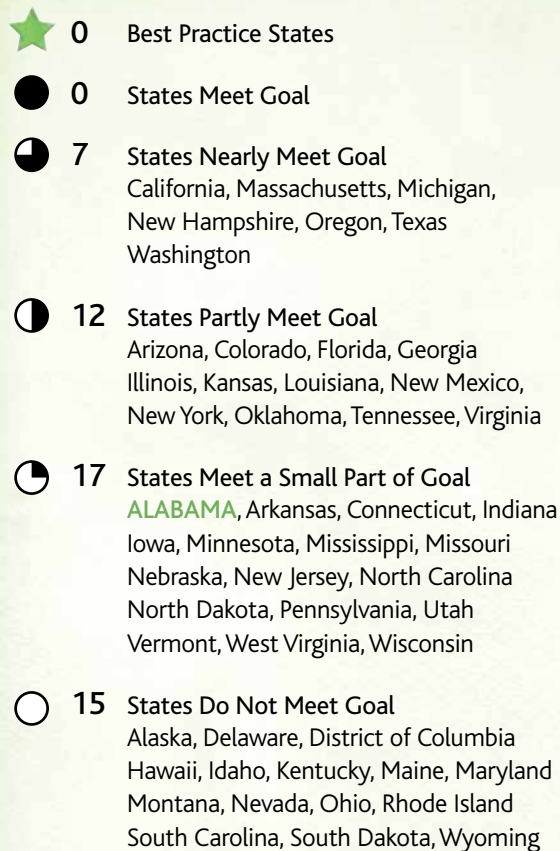 0 Best Practice States
0 States Meet Goal
7 States Nearly Meet Goal
California, Massachusetts, Michigan,
New Hampshire, Oregon, Texas
Washington
12 States Partly Meet Goal
Arizona, Colorado, Florida, Georgia
Illinois, Kansas, Louisiana, New Mexico,
New York, Oklahoma, Tennessee, Virginia
17 States Meet a Small Part of Goal
ALABAMA, Arkansas, Connecticut, Indiana
Iowa, Minnesota, Mississippi, Missouri
Nebraska, New Jersey, North Carolina
North Dakota, Pennsylvania, Utah
Vermont, West Virginia, Wisconsin
15 States Do Not Meet Goal
Alaska, Delaware, District of Columbia
Hawaii, Idaho, Kentucky, Maine, Maryland
Montana, Nevada, Ohio, Rhode Island
South Carolina, South Dakota, Wyoming